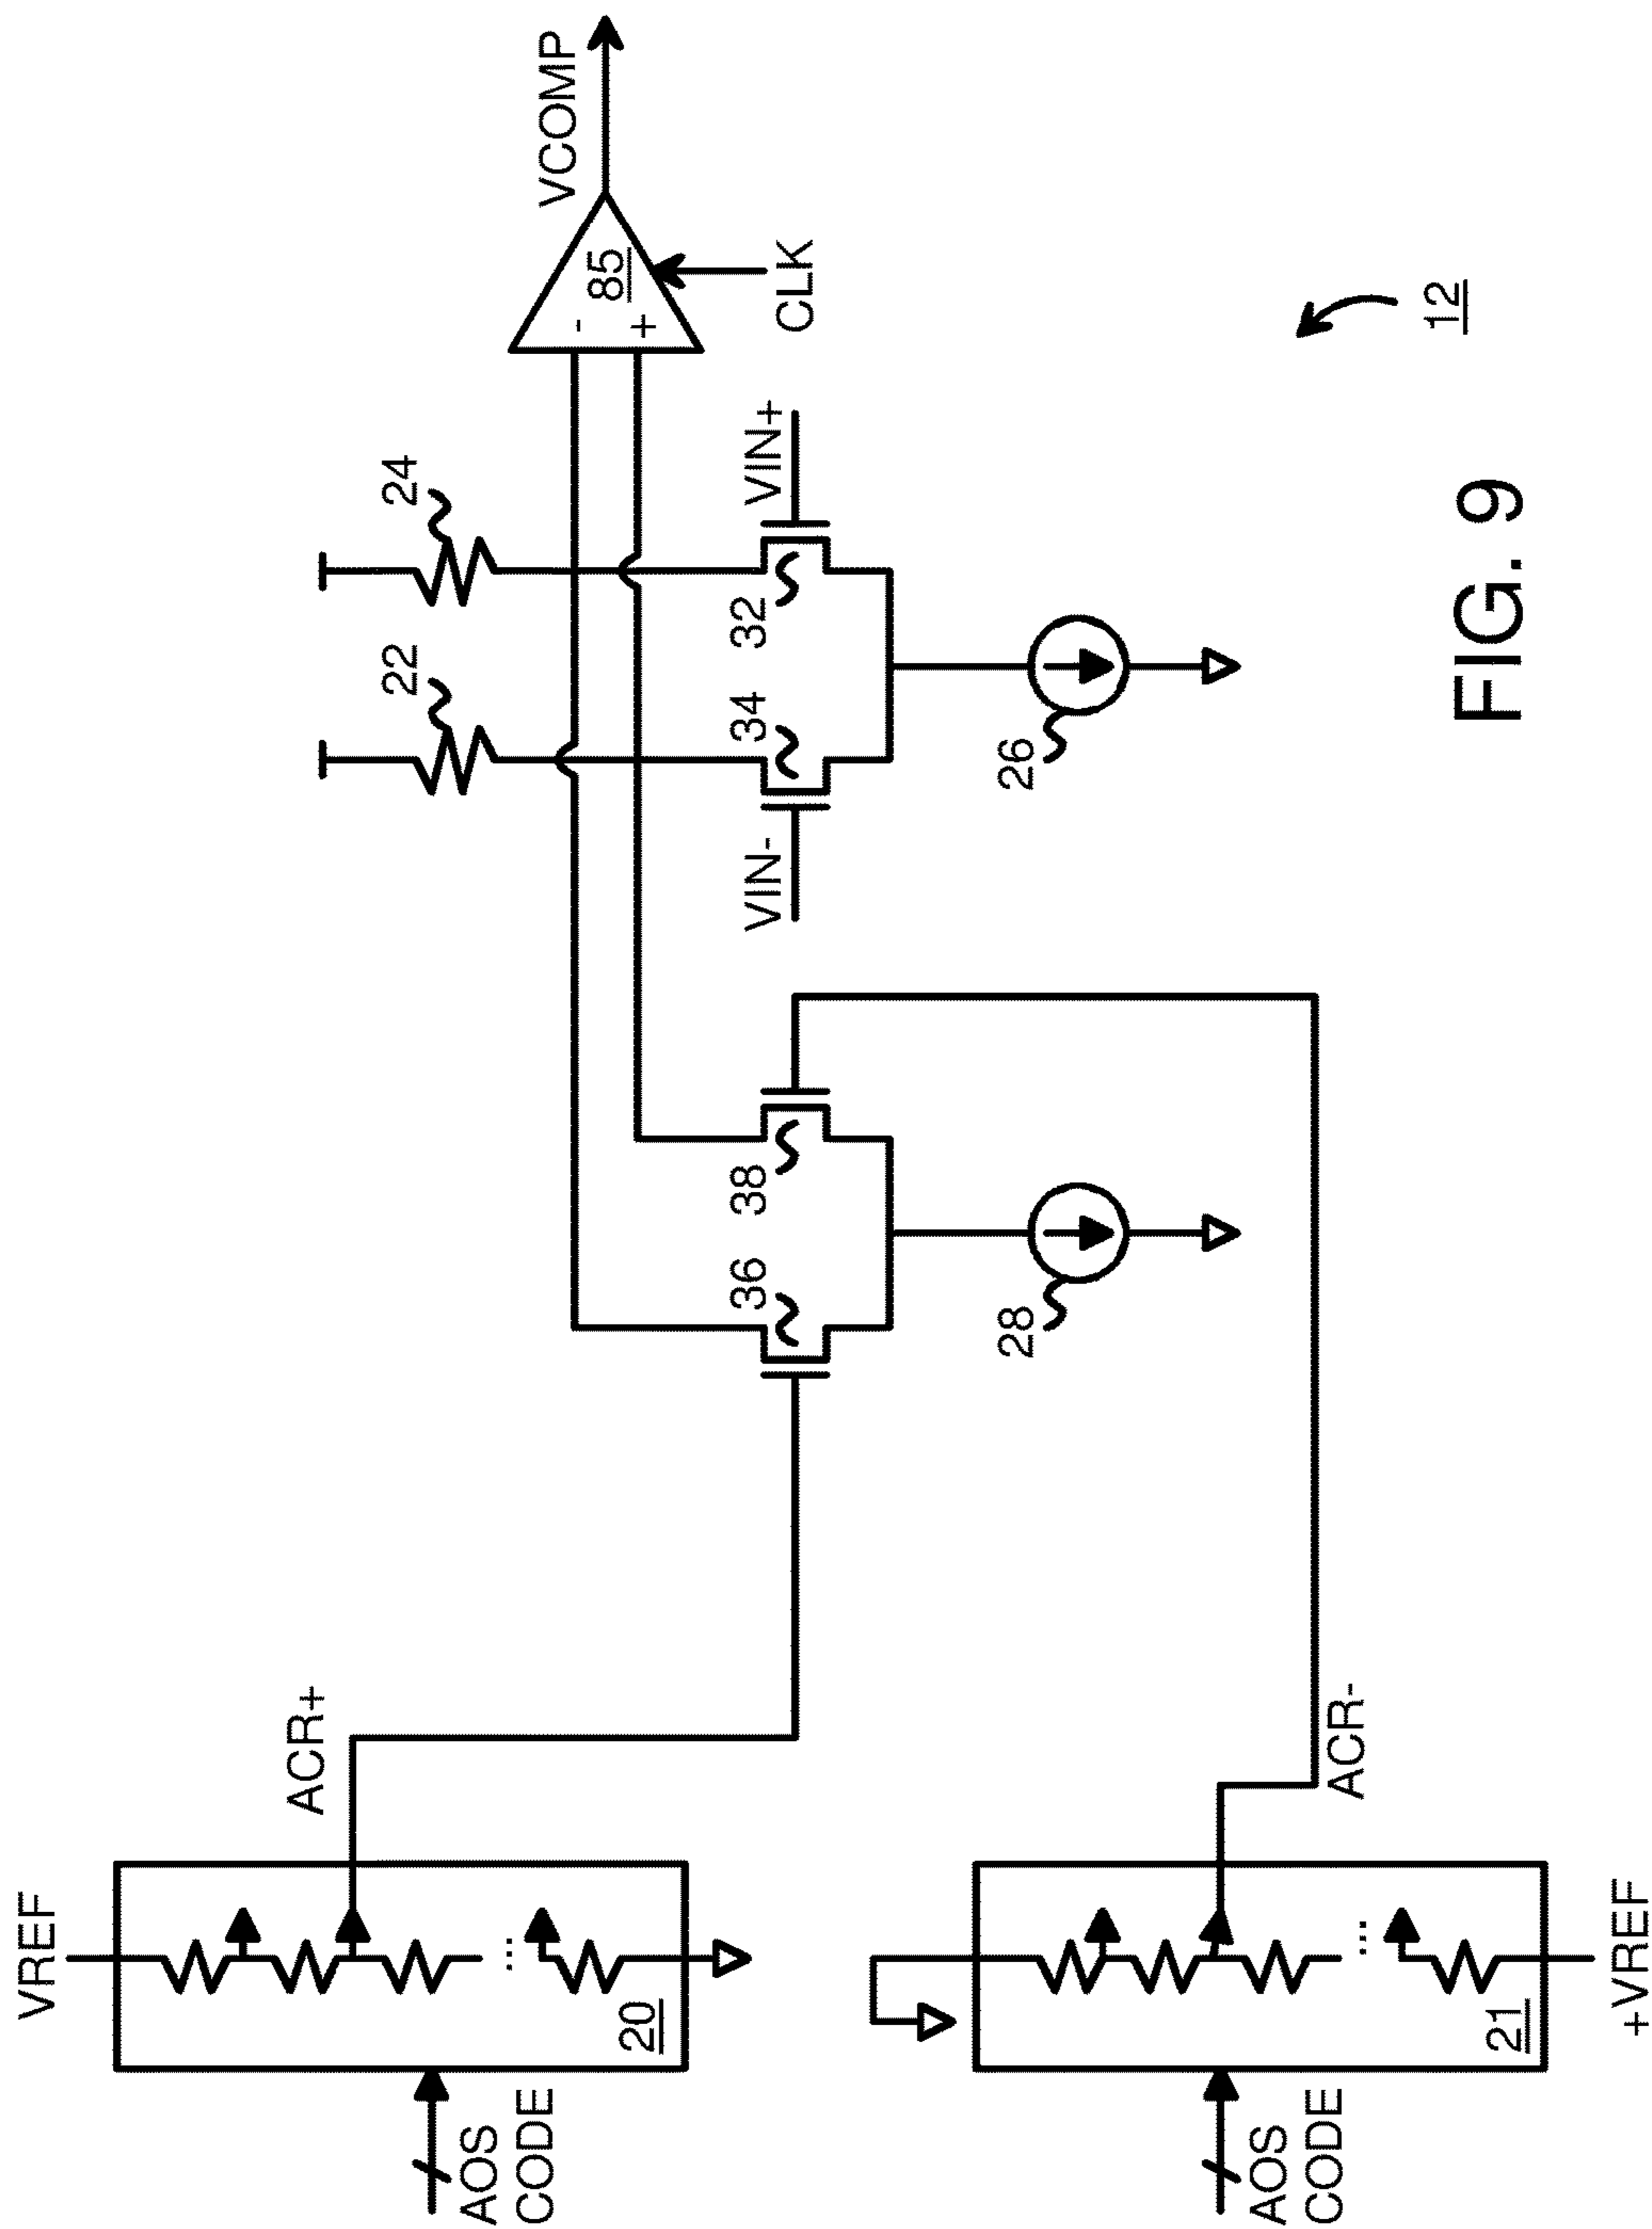 VREF
20
AOS
CODE
ACR+
21
+VREF
AOS
CODE
ACR-
36
38
28
VIN-
34
32
VIN+
22
24
26
-
+
85
CLK
VCOMP
12
...
...
FIG. 9